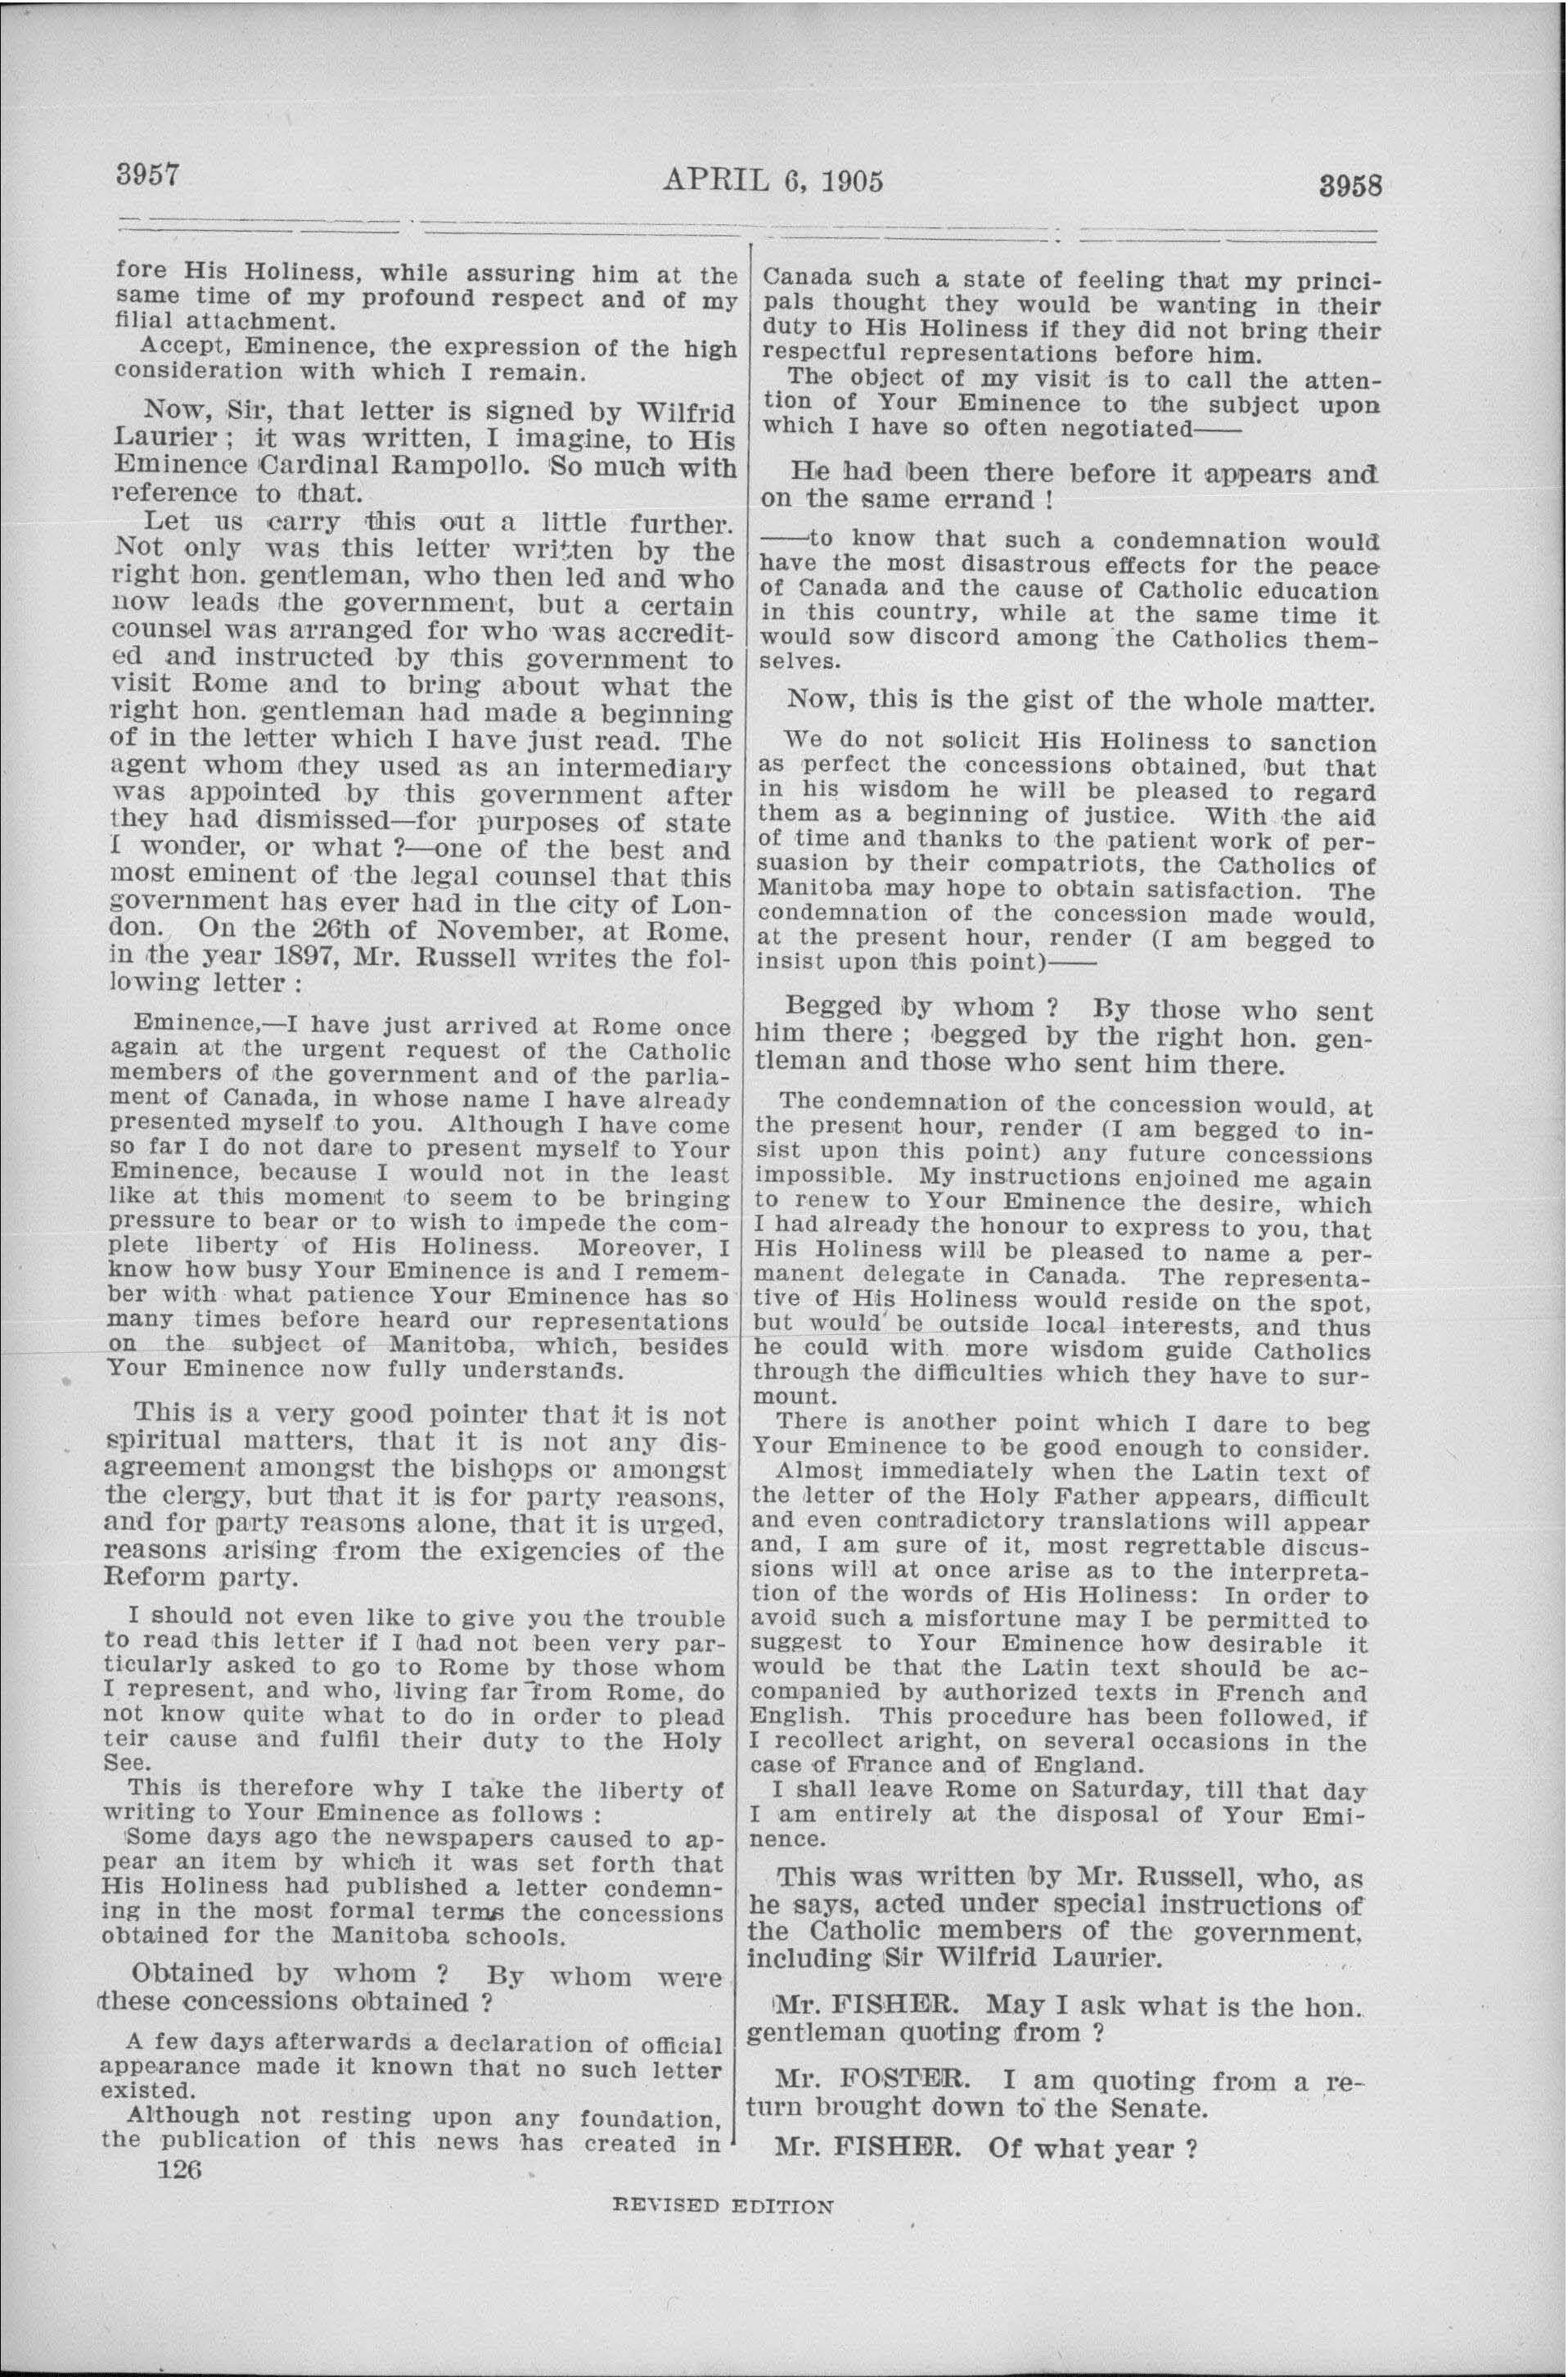 3957
APRIL 6, 1905
3958
fore His Holiness, while assuring him at the
same time of my profound respect and of my
filial attachment.
Accept, Eminence, the expression of the high
consideration with which I remain.
Now, Sir, that letter is signed by Wilfrid
Laurier ; it was written, I imagine, to His
Eminence Cardinal Rampollo. So much with
reference to that.
Let us carry this out a little further.
Not only was this letter written by the
right hon. gentleman, who then led and who
now leads the government, but a certain
counsel was arranged for who was accredit-
ed and instructed by this government to
visit Rome and to bring about what the
right hon. gentleman had made a beginning
of in the letter which I have just read. The
agent whom they used as an intermediary
was appointed by this government after
they had dismissed—for purposes of state
I wonder, or what ?—one of the best and
most eminent of the legal counsel that this
government has ever had in the city of Lon-
don. On the 26th of November, at Rome,
in the year 1897, Mr. Russell writes the fol-
lowing letter :
Eminence,—I have just arrived at Rome once
again at the urgent request of the Catholic
members of the government and of the parlia-
ment of Canada, in whose name I have already
presented myself to you. Although I have come
so far I do not dare to present myself to Your
Eminence, because I would not in the least
like at this moment to seem to be bringing
pressure to bear or to wish to impede the com-
plete liberty of His Holiness. Moreover, I
know how busy Your Eminence is and I remem-
ber with what patience Your Eminence has so
many times before heard our representations
on the subject of Manitoba, which, besides
Your Eminence now fully understands.
This is a very good pointer that it is not
spiritual matters, that it is not any dis-
agreement amongst the bishops or amongst
the clergy, but that it is for party reasons,
and for party reasons alone, that it is urged,
reasons arising from the exigencies of the
Reform party.
I should not even like to give you the trouble
to read this letter if I had not been very par-
ticularly asked to go to Rome by those whom
I represent, and who, living far from Rome, do
not know quite what to do in order to plead
teir cause and fulfil their duty to the Holy
See.
This is therefore why I take the liberty of
writing to Your Eminence as follows :
Some days ago the newspapers caused to ap-
pear an item by which it was set forth that
His Holiness had published a letter condemn-
ing in the most formal terms the concessions
obtained for the Manitoba schools.
Obtained by whom ? By whom were
these concessions obtained ?
A few days afterwards a declaration of official
appearance made it known that no such letter
existed.
Although not resting upon any foundation,
the publication of this news has created in
126
Canada such a state of feeling that my princi-
pals thought they would be wanting in their
duty to His Holiness if they did not bring their
respectful representations before him.
The object of my visit is to call the atten-
tion of Your Eminence to the subject upon
which I have so often negotiated——
He had been there before it appears and
on the same errand !
——to know that such a condemnation would
have the most disastrous effects for the peace
of Canada and the cause of Catholic education
in this country, while at the same time it
would sow discord among the Catholics them-
selves.
Now, this is the gist of the whole matter.
We do not solicit His Holiness to sanction
as perfect the concessions obtained, but that
in his wisdom he will be pleased to regard
them as a beginning of justice. With the aid
of time and thanks to the patient work of per-
suasion by their compatriots, the Catholics of
Manitoba may hope to obtain satisfaction. The
condemnation of the concession made would,
at the present hour, render (I am begged to
insist upon this point)——
Begged by whom ? By those who sent
him there ; begged by the right hon. gen-
tleman and those who sent him there.
The condemnation of the concession would, at
the present hour, render (I am begged to in-
sist upon this point) any future concessions
impossible. My instructions enjoined me again
to renew to Your Eminence the desire, which
I had already the honour to express to you, that
His Holiness will be pleased to name a per-
manent delegate in Canada. The representa-
tive of His Holiness would reside on the spot,
but would be outside local interests, and thus
he could with more wisdom guide Catholics
through the difficulties which they have to sur-
mount.
There is another point which I dare to beg
Your Eminence to be good enough to consider.
Almost immediately when the Latin text of
the letter of the Holy Father appears, difficult
and even contradictory translations will appear
and, I am sure of it, most regrettable discus-
sions will at once arise as to the interpreta-
tion of the words of His Holiness: In order to
avoid such a misfortune may I be permitted to
suggest to Your Eminence how desirable it
would be that the Latin text should be ac-
companied by authorized texts in French and
English. This procedure has been followed, if
I recollect aright, on several occasions in the
case of France and of England.
I shall leave Rome on Saturday, till that day
I am entirely at the disposal of Your Emi-
nence.
This was written by Mr. Russell, who, as
he says, acted under special instructions of
the Catholic members of the government,
including Sir Wilfrid Laurier.
Mr. FISHER. May I ask what is the hon.
gentleman quoting from ?
Mr. FOSTER. I am quoting from a re-
turn brought down to the Senate.
Mr. FISHER. Of what year ?
REVISED EDITION